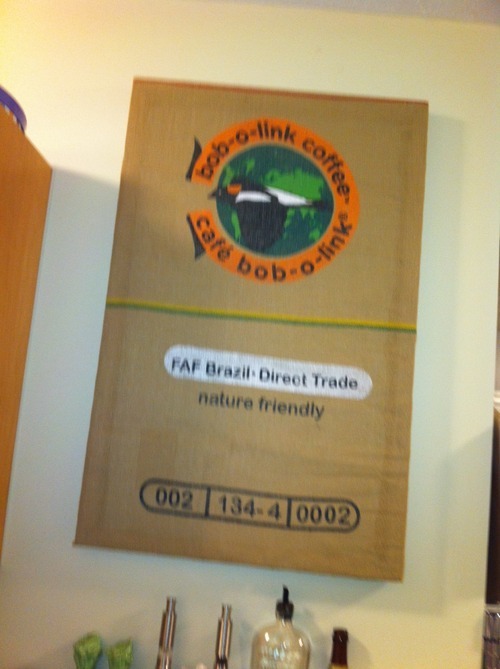 bob-o-link coffee®
café bob-o-link®
FAF Brazil· Direct Trade
nature friendly
002 134-4 0002